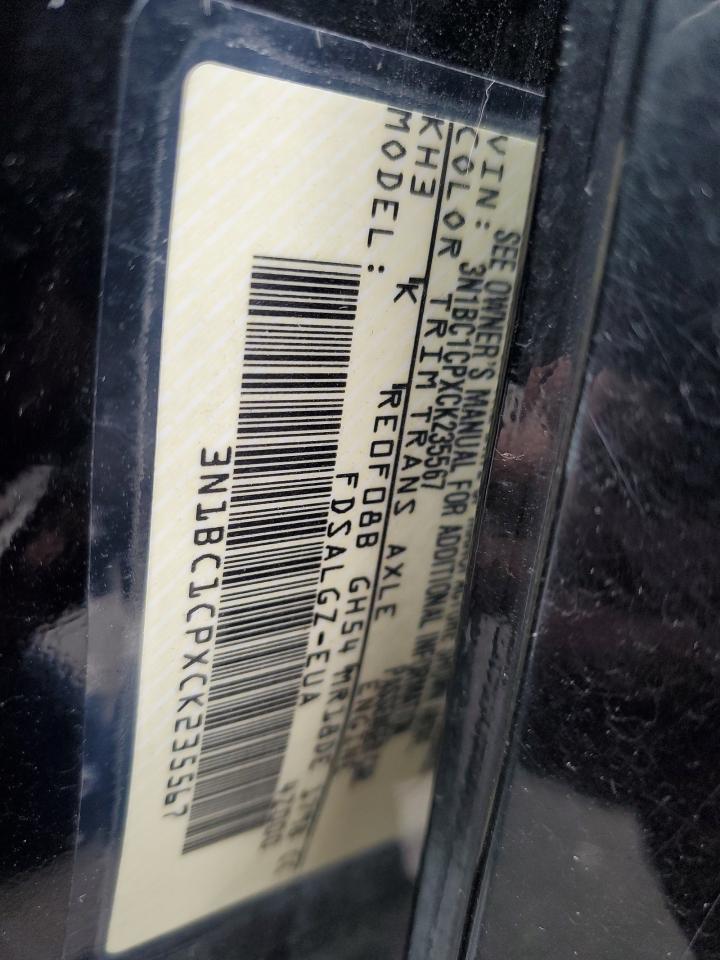 SEE OWNER'S MANUAL FOR ADDITIONAL
VIN: 3N1BC1CPXCK235567
COLOR TRIM TRANS AXLE ENGINE
KH3 K RE0F08B GH54 MR18DE
MODEL: FDSALGZ-EUA
3N1BC1CPXCK235567